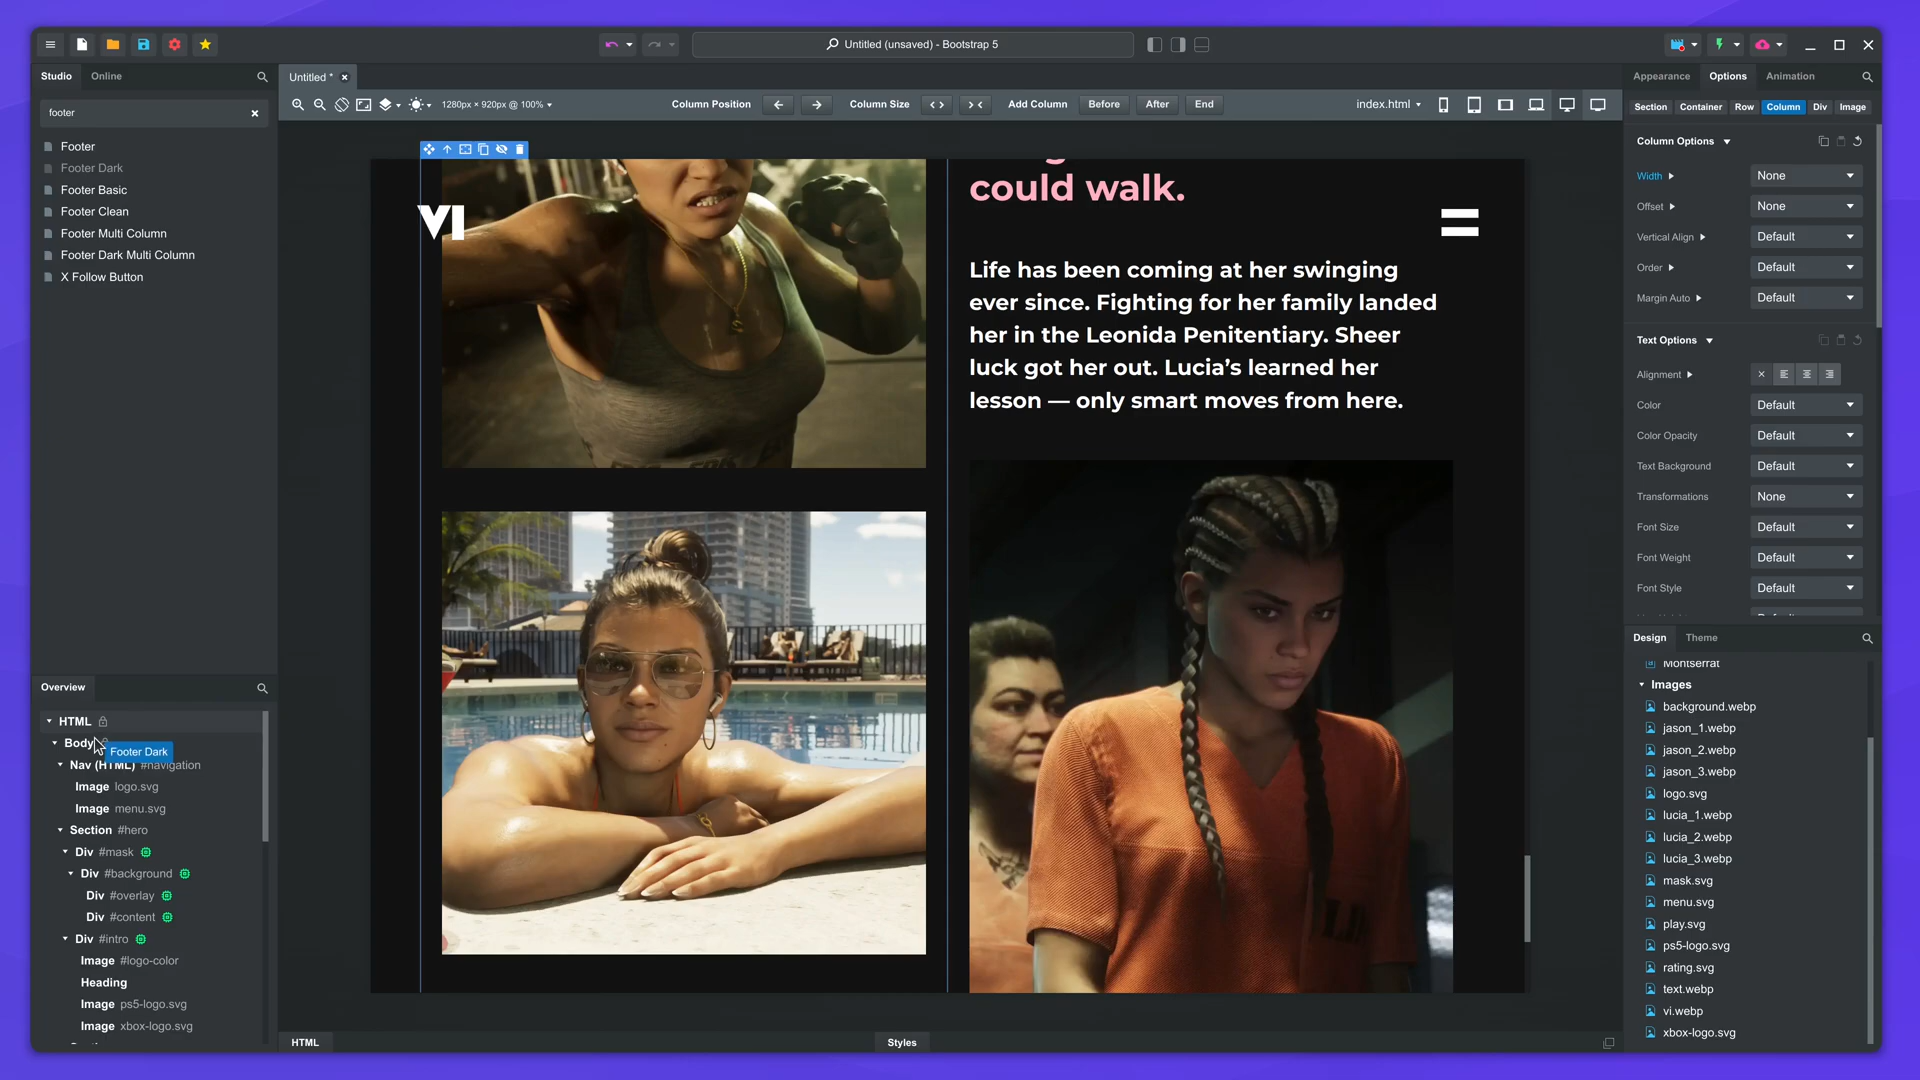 Untitled (unsaved) - Bootstrap 5
Studio
Online
footer
Footer
Footer Dark
Footer Basic
Footer Clean
Footer Multi Column
Footer Dark Multi Column
X Follow Button
Overview
HTML
Body
Footer Dark
Nav (HTML) #navigation
Image logo.svg
Image menu.svg
Section #hero
Div #mask
Div #background
Div #overlay
Div #content
Div #intro
Image #logo-color
Heading
Image ps5-logo.svg
Image xbox-logo.svg
Untitled *
1280px × 920px @ 100%
Column Position
Column Size
Add Column
Before
After
End
index.html
VI
could walk.
Life has been coming at her swinging
ever since. Fighting for her family landed
her in the Leonida Penitentiary. Sheer
luck got her out. Lucia’s learned her
lesson — only smart moves from here.
HTML
Styles
Appearance
Options
Animation
Section
Container
Row
Column
Div
Image
Column Options
Width None
Offset None
Vertical Align Default
Order Default
Margin Auto Default
Text Options
Alignment
Color Default
Color Opacity Default
Text Background Default
Transformations None
Font Size Default
Font Weight Default
Font Style Default
Design
Theme
Montserrat
Images
background.webp
jason_1.webp
jason_2.webp
jason_3.webp
logo.svg
lucia_1.webp
lucia_2.webp
lucia_3.webp
mask.svg
menu.svg
play.svg
ps5-logo.svg
rating.svg
text.webp
vi.webp
xbox-logo.svg